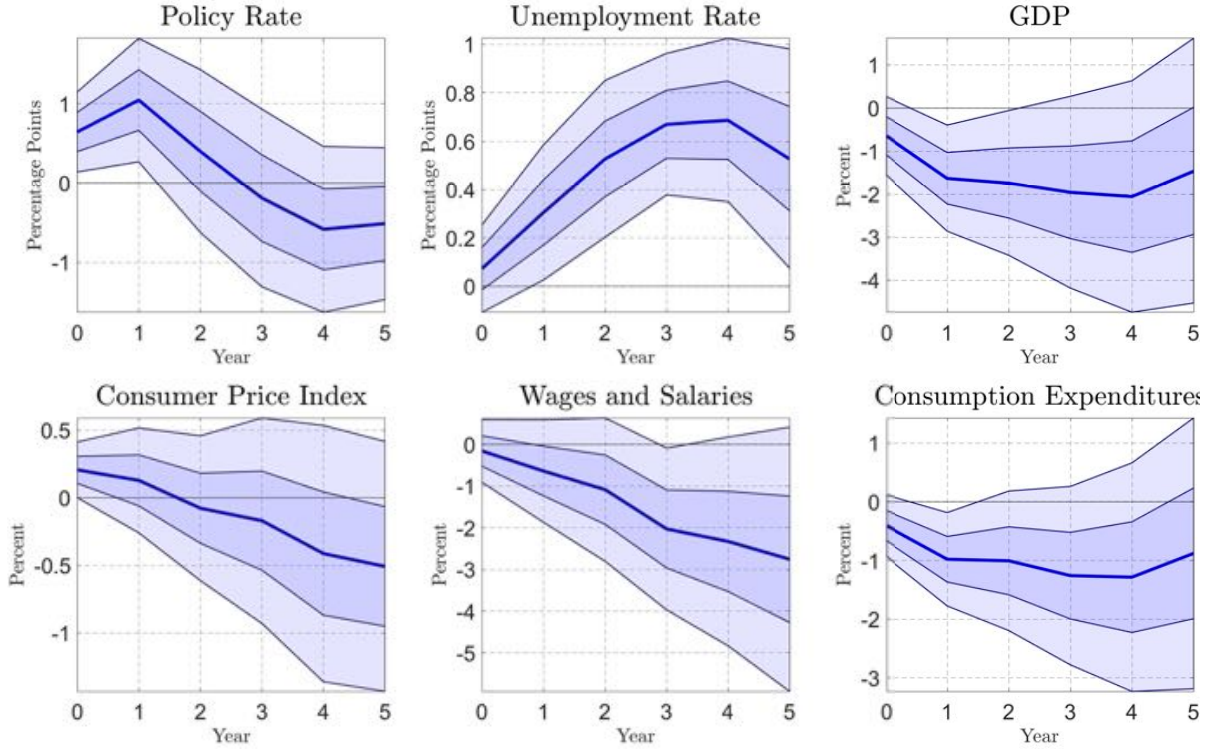 Policy Rate
Percentage Points
1
0
-1
0 1 2 3 4 5
Year
Unemployment Rate
Percentage Points
1
0.8
0.6
0.4
0.2
0
0 1 2 3 4 5
Year
GDP
Percent
1
0
-1
-2
-3
-4
0 1 2 3 4 5
Year
Consumer Price Index
Percent
0.5
0
-0.5
-1
0 1 2 3 4 5
Year
Wages and Salaries
Percent
0
-1
-2
-3
-4
-5
0 1 2 3 4 5
Year
Consumption Expenditures
Percent
1
0
-1
-2
-3
0 1 2 3 4 5
Year